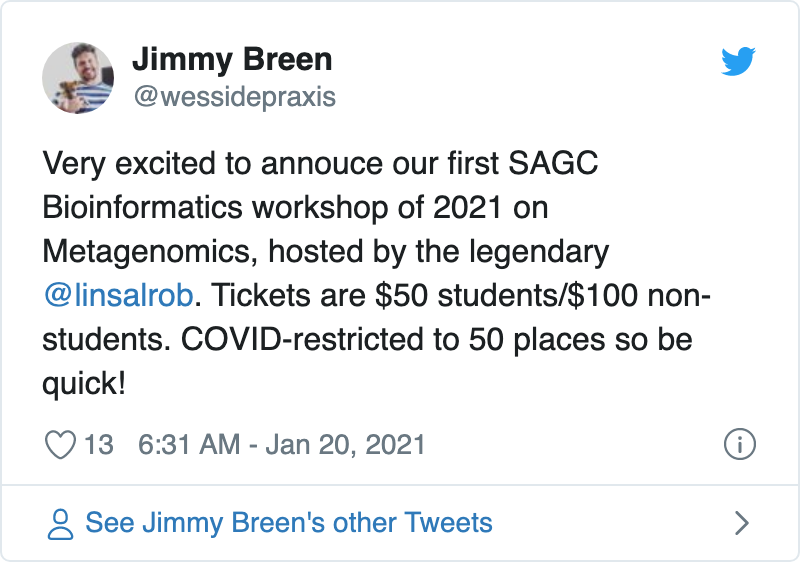 Jimmy Breen
@wessidepraxis
Very excited to annouce our first SAGC
Bioinformatics workshop of 2021 on
Metagenomics, hosted by the legendary
@linsalrob. Tickets are $50 students/$100 non-
students. COVID-restricted to 50 places so be
quick!
13 6:31 AM - Jan 20, 2021
See Jimmy Breen's other Tweets